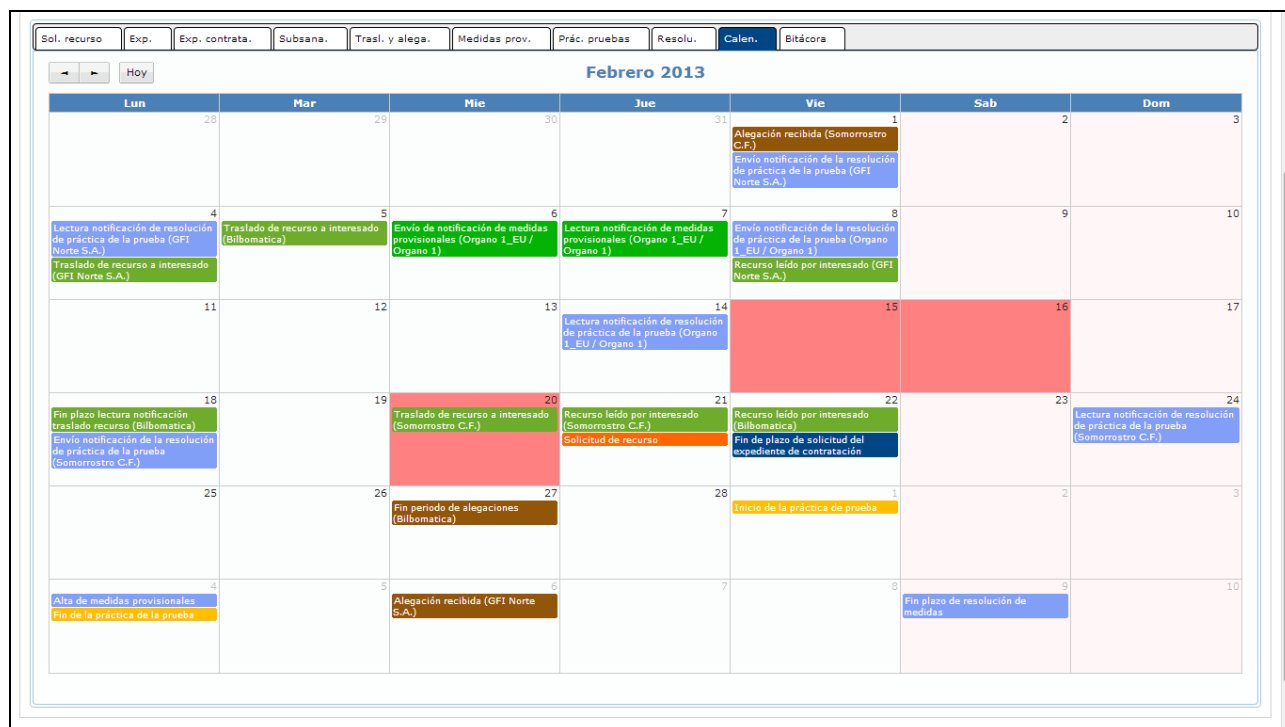 Sol. recurso Exp. Exp. contrata. Subsana. Trasl. y alega. Medidas prov. Prác. pruebas Resolu. Calen. Bitácora
◄ ► Hoy Febrero 2013
Lun Mar Mie Jue Vie Sab Dom
28 29 30 31 1 2 3
Alegación recibida (Somorrostro
C.F.)
Envío notificación de la resolución
de práctica de la prueba (GFI
Norte S.A.)
4 5 6 7 8 9 10
Lectura notificación de resolución
de práctica de la prueba (GFI
Norte S.A.)
Traslado de recurso a interesado
(GFI Norte S.A.)
Traslado de recurso a interesado
(Bilbomatica)
Envío de notificación de medidas
provisionales (Organo 1_EU /
Organo 1)
Lectura notificación de medidas
provisionales (Organo 1_EU /
Organo 1)
Envío notificación de la resolución
de práctica de la prueba (Organo
1_EU / Organo 1)
Recurso leído por interesado (GFI
Norte S.A.)
11 12 13 14 15 16 17
Lectura notificación de resolución
de práctica de la prueba (Organo
1_EU / Organo 1)
18 19 20 21 22 23 24
Fin plazo lectura notificación
traslado recurso (Bilbomatica)
Envío notificación de la resolución
de práctica de la prueba
(Somorrostro C.F.)
Traslado de recurso a interesado
(Somorrostro C.F.)
Recurso leído por interesado
(Somorrostro C.F.)
Solicitud de recurso
Recurso leído por interesado
(Bilbomatica)
Fin de plazo de solicitud del
expediente de contratación
Lectura notificación de resolución
de práctica de la prueba
(Somorrostro C.F.)
25 26 27 28 1 2 3
Fin periodo de alegaciones
(Bilbomatica)
Inicio de la práctica de prueba
4 5 6 7 8 9 10
Alta de medidas provisionales
Fin de la práctica de la prueba
Alegación recibida (GFI Norte
S.A.)
Fin plazo de resolución de
medidas